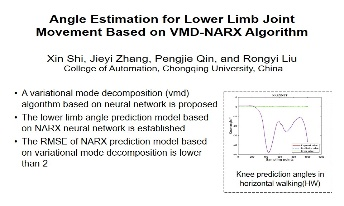 Angle Estimation for Lower Limb Joint
Movement Based on VMD-NARX Algorithm
Xin Shi, Jieyi Zhang, Pengjie Qin, and Rongyi Liu
College of Automation, Chongqing University, China
• A variational mode decomposition (vmd)
algorithm based on neural network is proposed
• The lower limb angle prediction model based
on NARX neural network is established
• The RMSE of NARX prediction model based
on variational mode decomposition is lower
than 2
Knee prediction angles in
horizontal walking(HW)